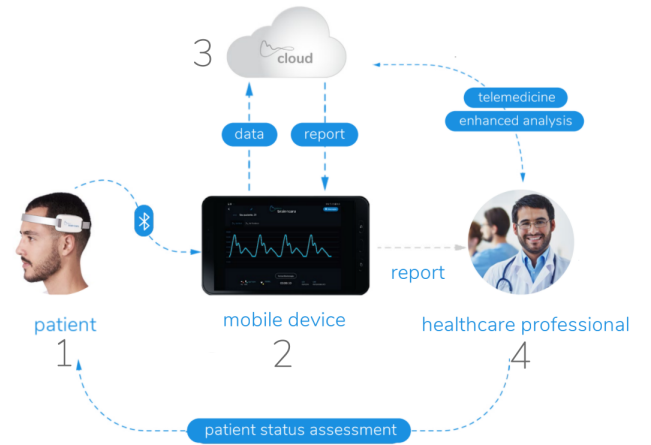 3
cloud
telemedicine
enhanced analysis
data
report
report
patient
mobile device
healthcare professional
1
2
4
patient status assessment